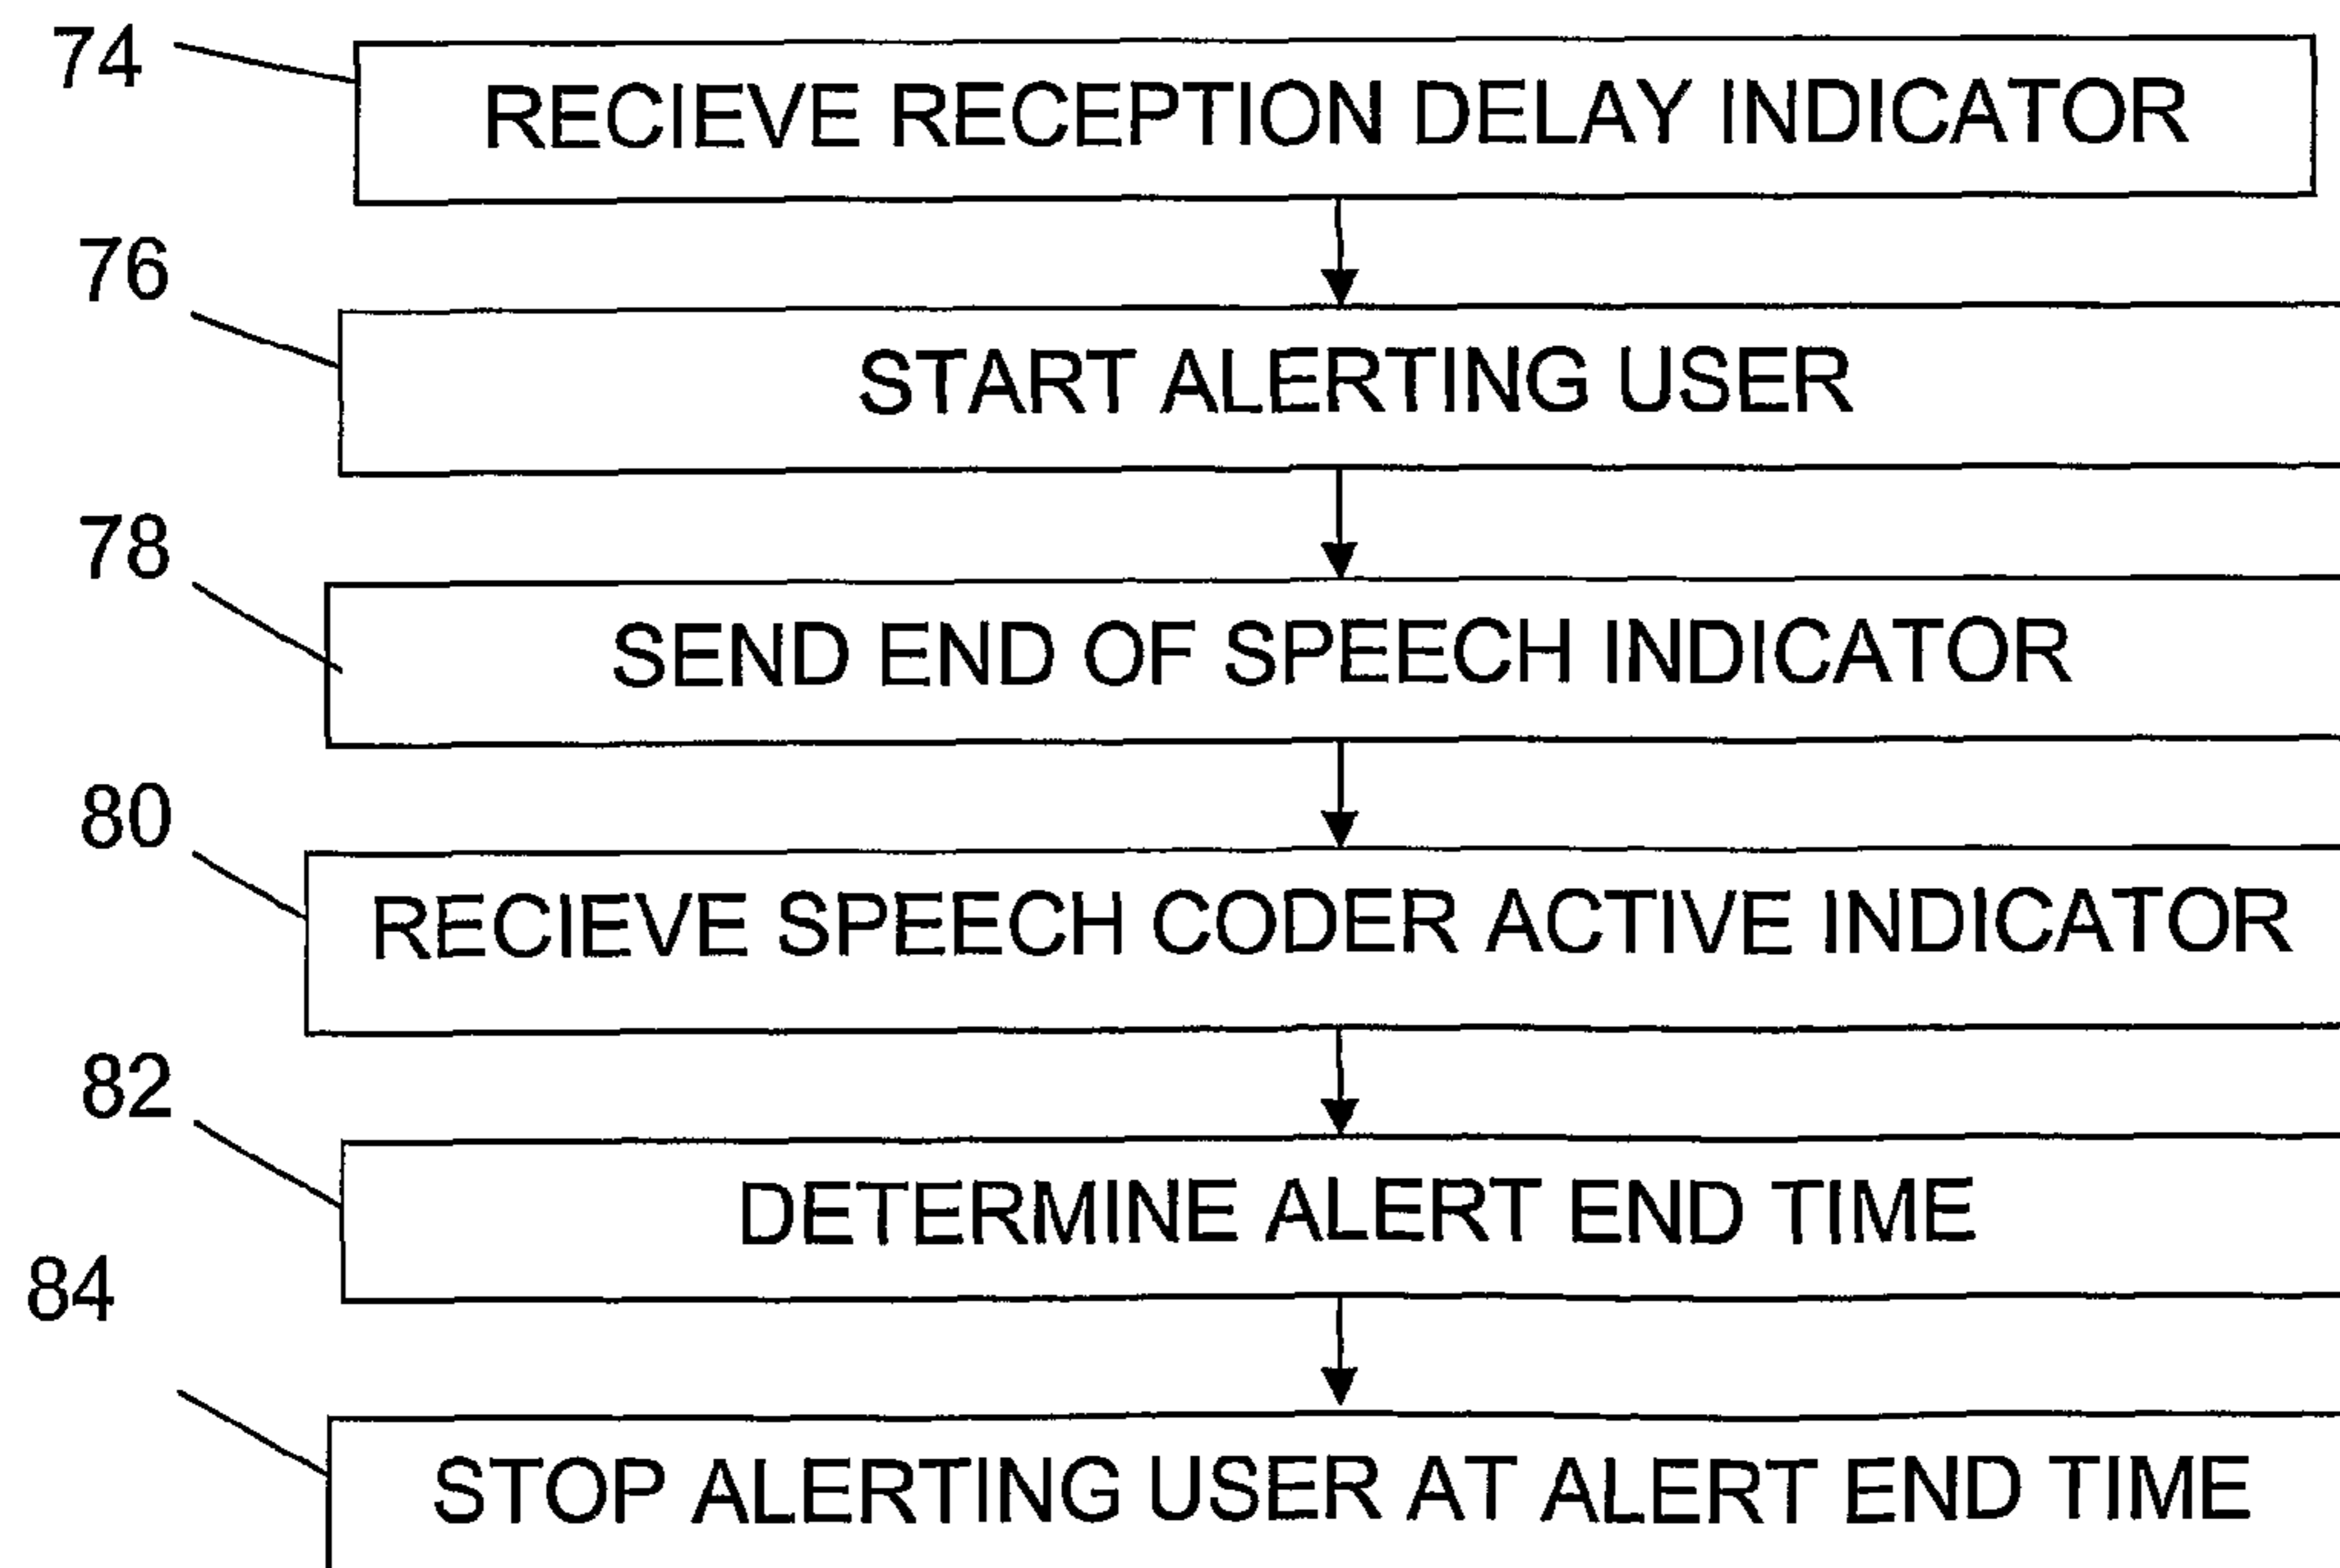 74
RECIEVE RECEPTION DELAY INDICATOR
76
START ALERTING USER
78
SEND END OF SPEECH INDICATOR
80
RECIEVE SPEECH CODER ACTIVE INDICATOR
82
DETERMINE ALERT END TIME
84
STOP ALERTING USER AT ALERT END TIME